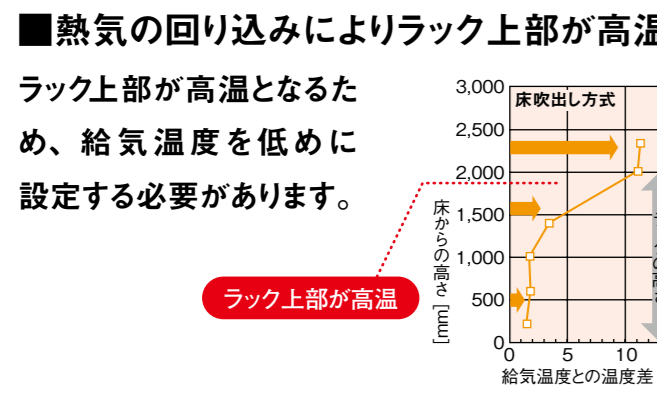 ■熱気の回り込みによりラック上部が高温
ラック上部が高温となるた
め、給気温度を低めに
設定する必要があります。
ラック上部が高温
床吹出し方式
床からの高さ [mm]
3,000
2,500
2,000
1,500
1,000
500
0
0 5 10
給気温度との温度差